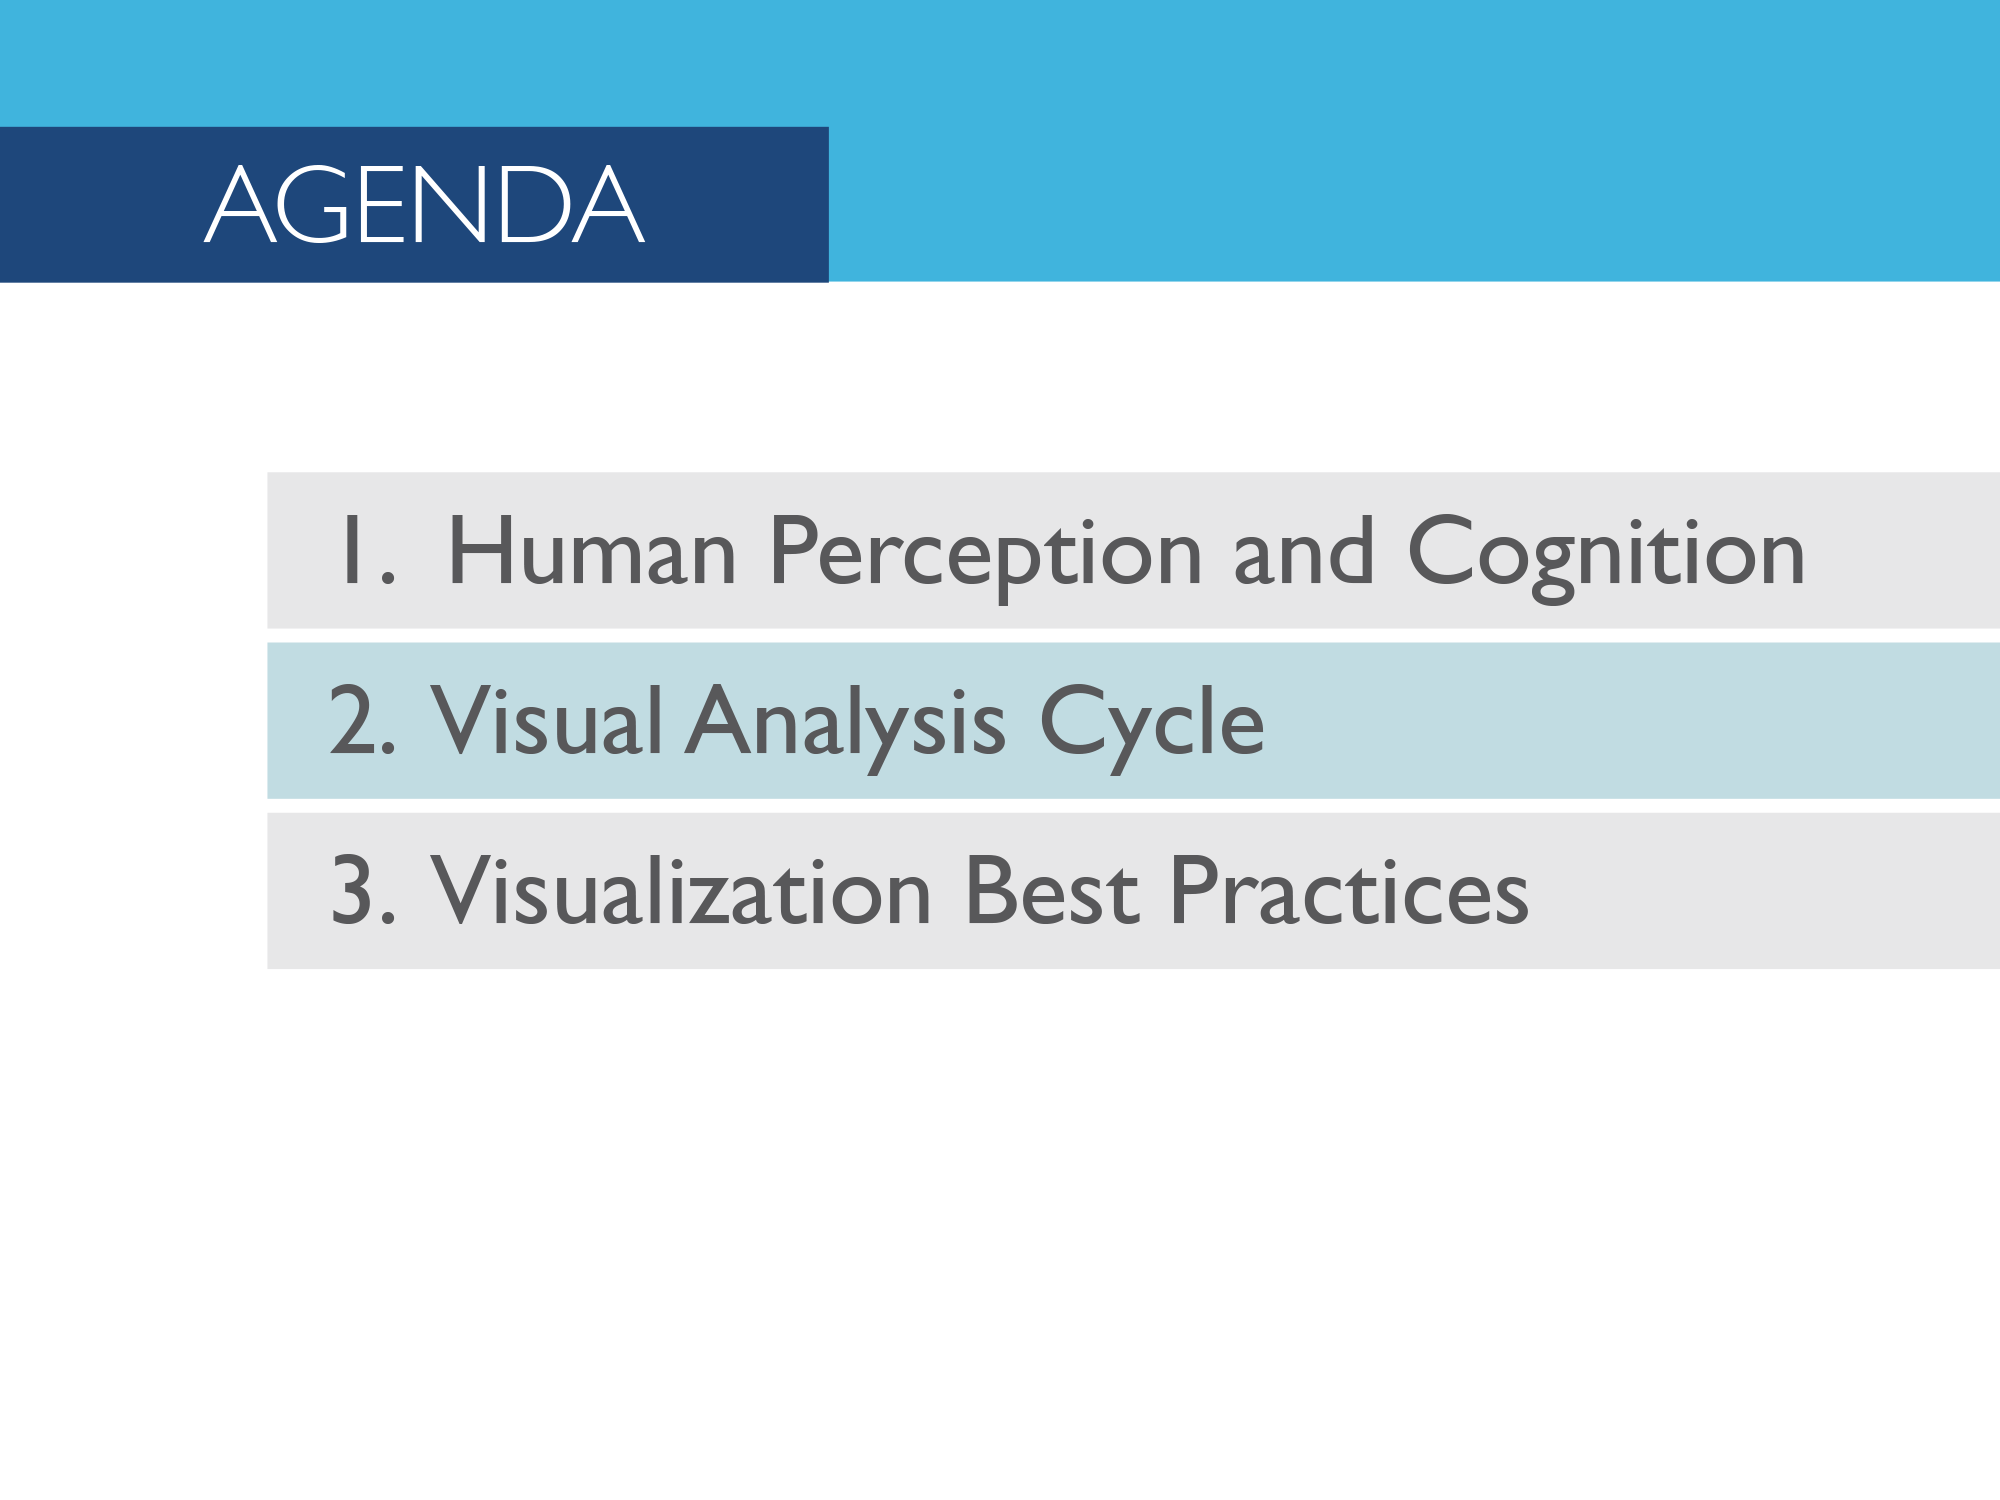 AGENDA
1. Human Perception and Cognition
2. Visual Analysis Cycle
3. Visualization Best Practices